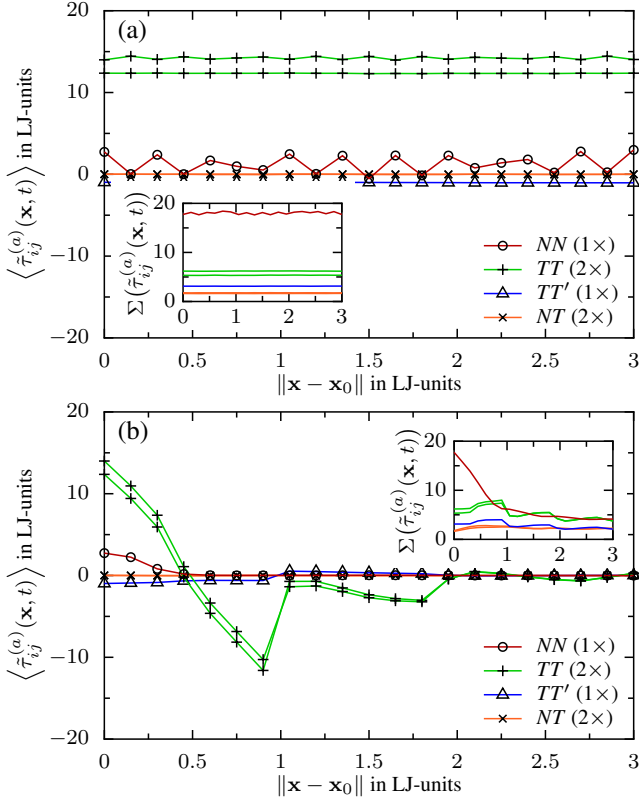 (a)
20
10
0
−10
−20
⟨τ̃ij(a)(x, t)⟩ in LJ-units
20
15
10
5
0
0 1 2 3
Σ(τ̃ij(a)(x, t))
NN (1×)
TT (2×)
TT′ (1×)
NT (2×)
0 0.5 1 1.5 2 2.5 3
∥x − x0∥ in LJ-units
(b)
20
10
0
−10
−20
⟨τ̃ij(a)(x, t)⟩ in LJ-units
20
15
10
5
0
0 1 2 3
Σ(τ̃ij(a)(x, t))
NN (1×)
TT (2×)
TT′ (1×)
NT (2×)
0 0.5 1 1.5 2 2.5 3
∥x − x0∥ in LJ-units